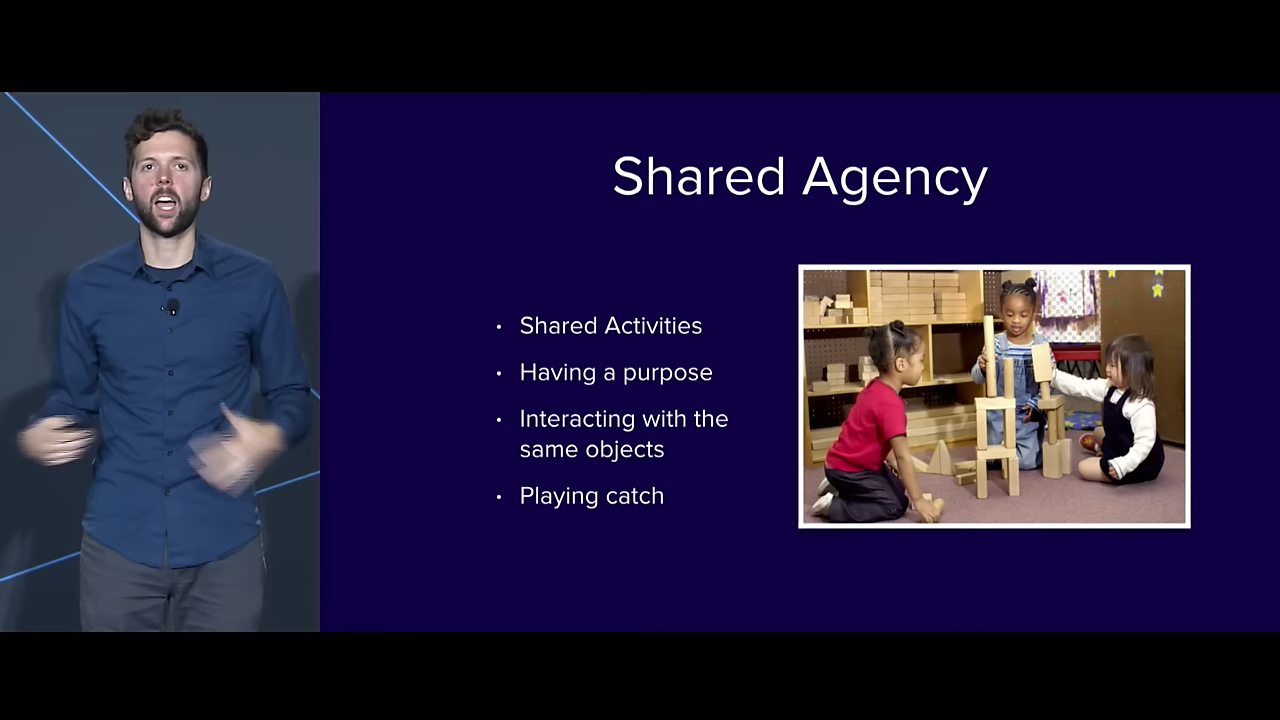 Shared Agency
• Shared Activities
• Having a purpose
• Interacting with the
same objects
• Playing catch